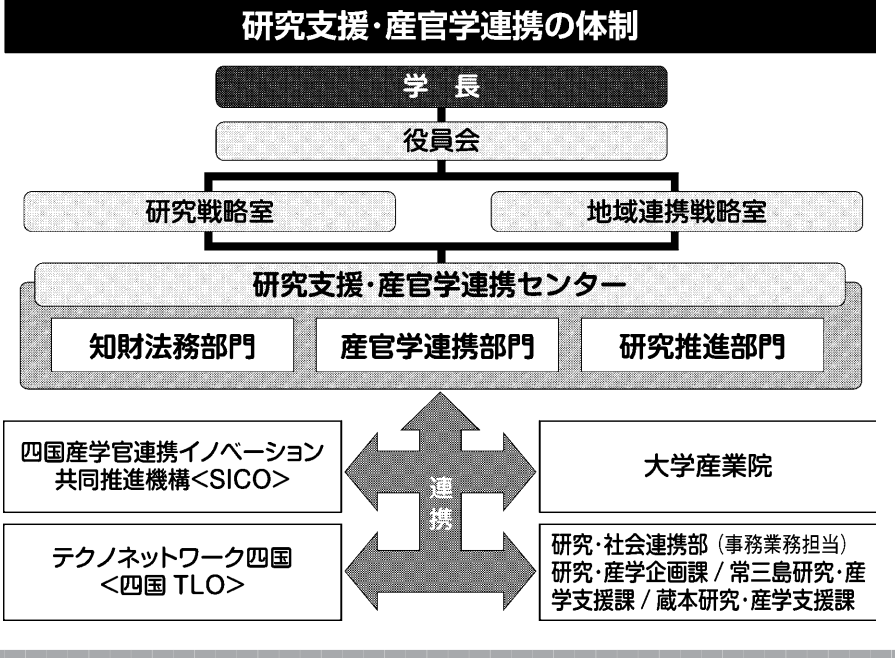 研究支援・産官学連携の体制
学 長
役員会
研究戦略室
地域連携戦略室
研究支援・産官学連携センター
知財法務部門
産官学連携部門
研究推進部門
四国産学官連携イノベーション
共同推進機構<SICO>
大学産業院
連
携
テクノネットワーク四国
<四国 TLO>
研究・社会連携部（事務業務担当）
研究・産学企画課 / 常三島研究・産
学支援課 / 蔵本研究・産学支援課